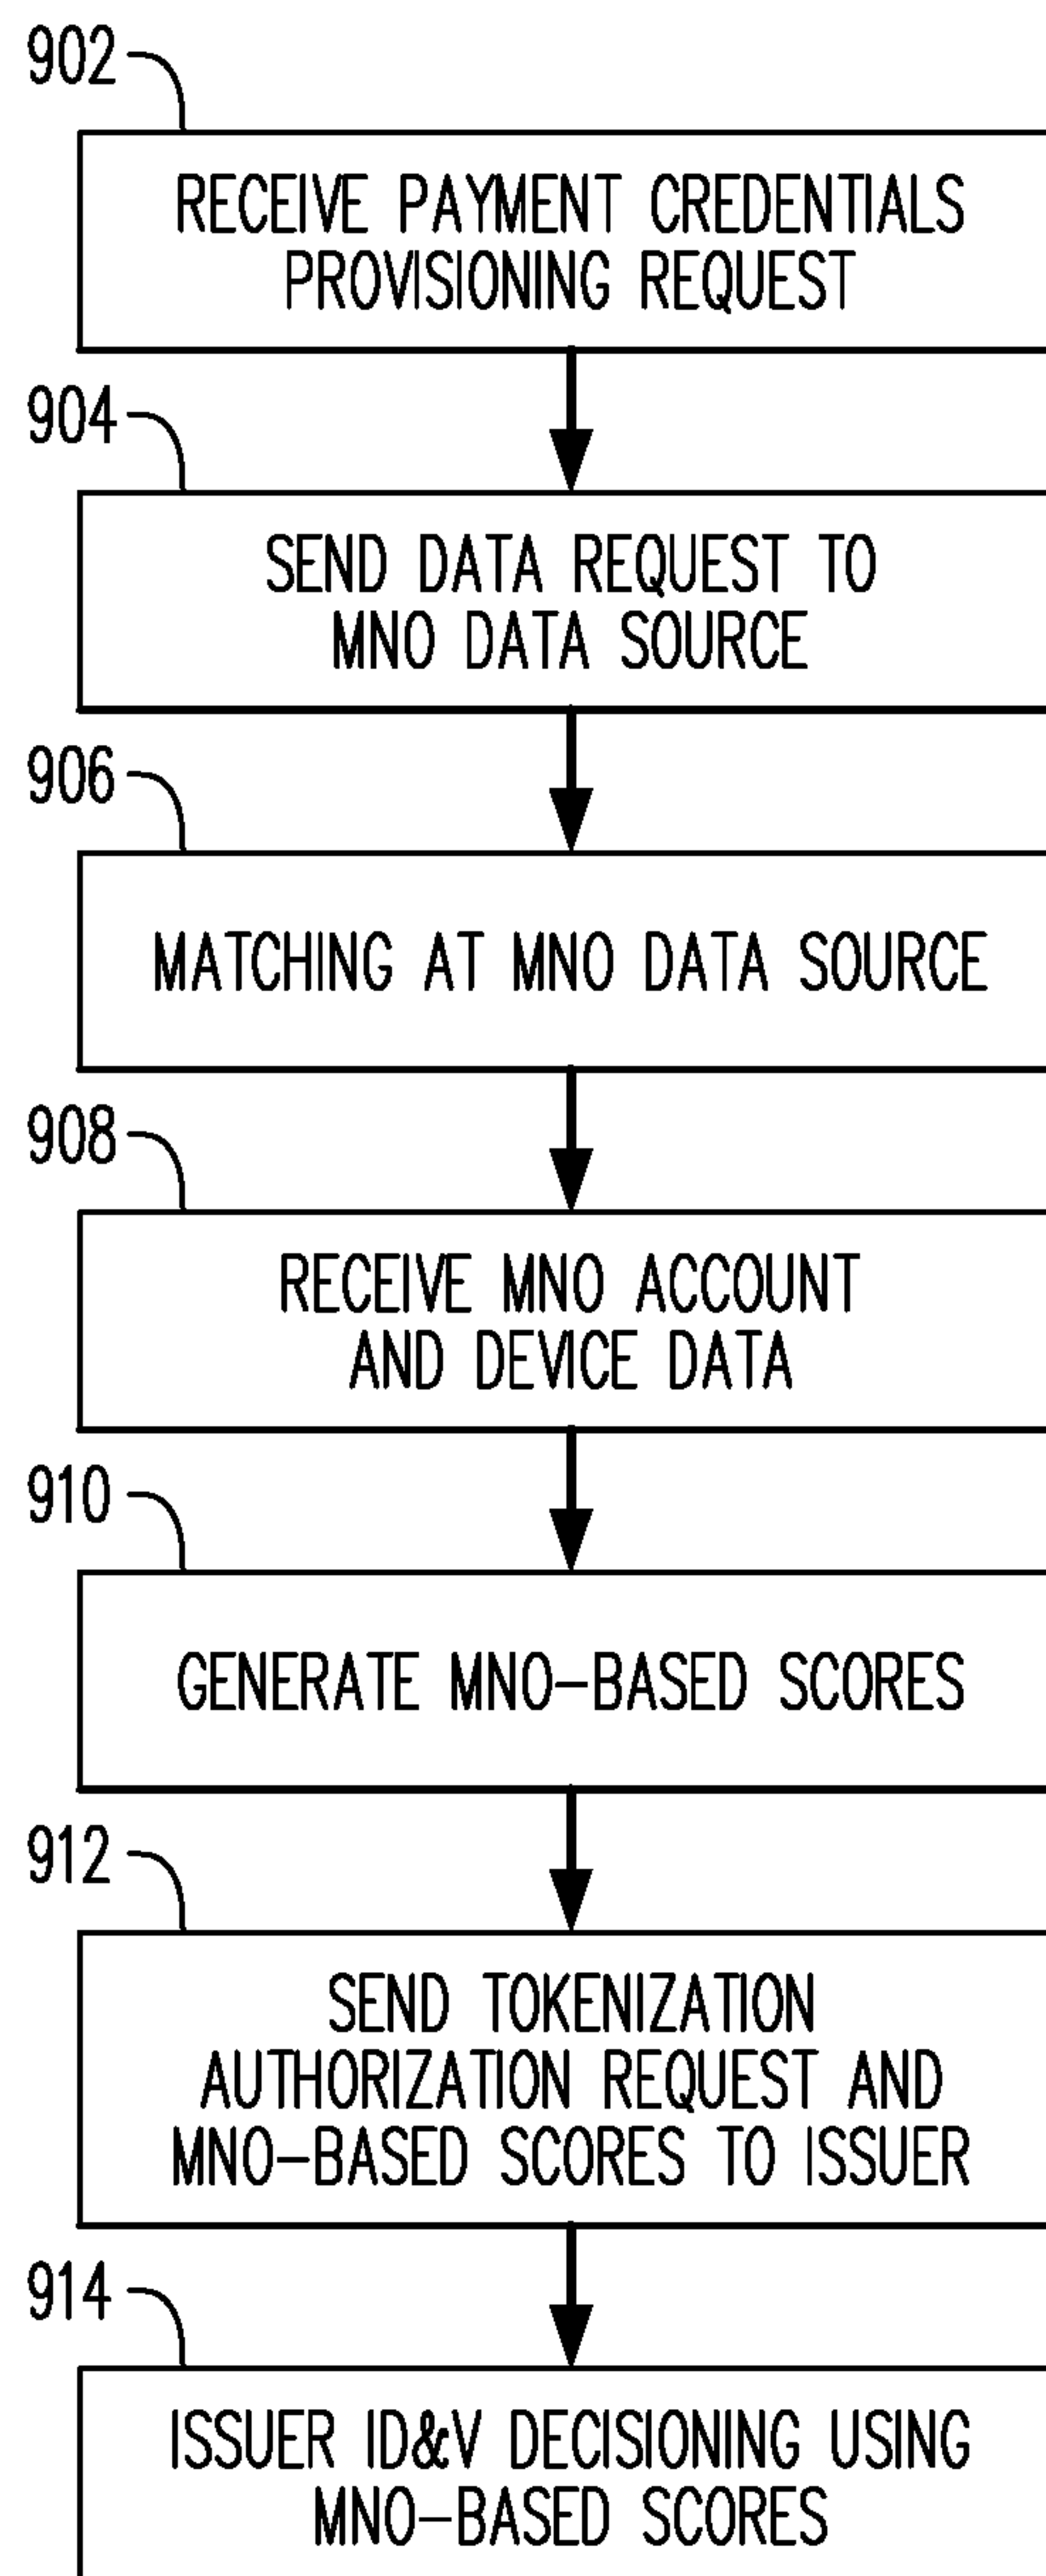 902
RECEIVE PAYMENT CREDENTIALS
PROVISIONING REQUEST
904
SEND DATA REQUEST TO
MNO DATA SOURCE
906
MATCHING AT MNO DATA SOURCE
908
RECEIVE MNO ACCOUNT
AND DEVICE DATA
910
GENERATE MNO-BASED SCORES
912
SEND TOKENIZATION
AUTHORIZATION REQUEST AND
MNO-BASED SCORES TO ISSUER
914
ISSUER ID&V DECISIONING USING
MNO-BASED SCORES